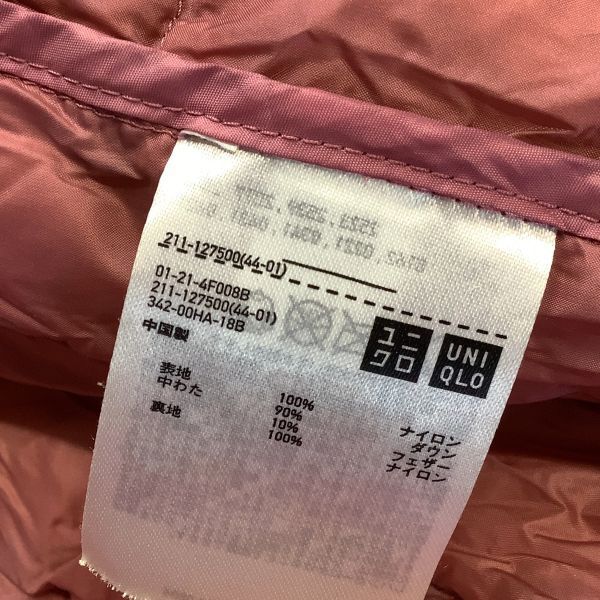 211-127500(44-01)
01-21-4F008B
211-127500(44-01)
342-00HA-18B
中国製
ユニクロ
UNIQLO
表地 100% ナイロン
中わた 90% ダウン
10% フェザー
裏地 100% ナイロン